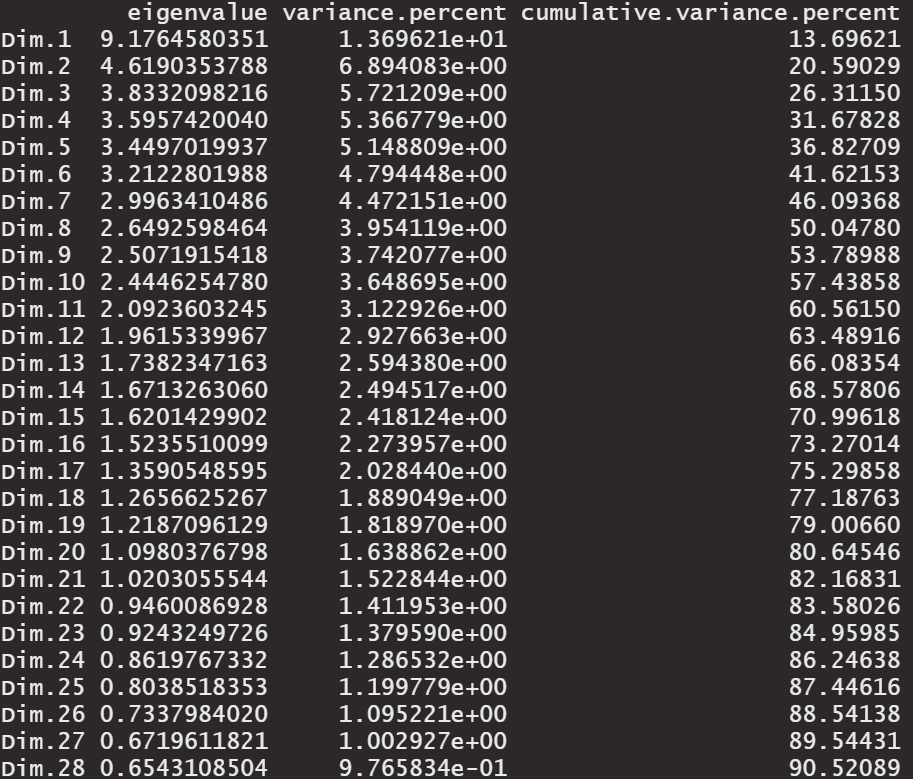 eigenvalue variance.percent cumulative.variance.percent
Dim.1 9.1764580351 1.369621e+01 13.69621
Dim.2 4.6190353788 6.894083e+00 20.59029
Dim.3 3.8332098216 5.721209e+00 26.31150
Dim.4 3.5957420040 5.366779e+00 31.67828
Dim.5 3.4497019937 5.148809e+00 36.82709
Dim.6 3.2122801988 4.794448e+00 41.62153
Dim.7 2.9963410486 4.472151e+00 46.09368
Dim.8 2.6492598464 3.954119e+00 50.04780
Dim.9 2.5071915418 3.742077e+00 53.78988
Dim.10 2.4446254780 3.648695e+00 57.43858
Dim.11 2.0923603245 3.122926e+00 60.56150
Dim.12 1.9615339967 2.927663e+00 63.48916
Dim.13 1.7382347163 2.594380e+00 66.08354
Dim.14 1.6713263060 2.494517e+00 68.57806
Dim.15 1.6201429902 2.418124e+00 70.99618
Dim.16 1.5235510099 2.273957e+00 73.27014
Dim.17 1.3590548595 2.028440e+00 75.29858
Dim.18 1.2656625267 1.889049e+00 77.18763
Dim.19 1.2187096129 1.818970e+00 79.00660
Dim.20 1.0980376798 1.638862e+00 80.64546
Dim.21 1.0203055544 1.522844e+00 82.16831
Dim.22 0.9460086928 1.411953e+00 83.58026
Dim.23 0.9243249726 1.379590e+00 84.95985
Dim.24 0.8619767332 1.286532e+00 86.24638
Dim.25 0.8038518353 1.199779e+00 87.44616
Dim.26 0.7337984020 1.095221e+00 88.54138
Dim.27 0.6719611821 1.002927e+00 89.54431
Dim.28 0.6543108504 9.765834e-01 90.52089